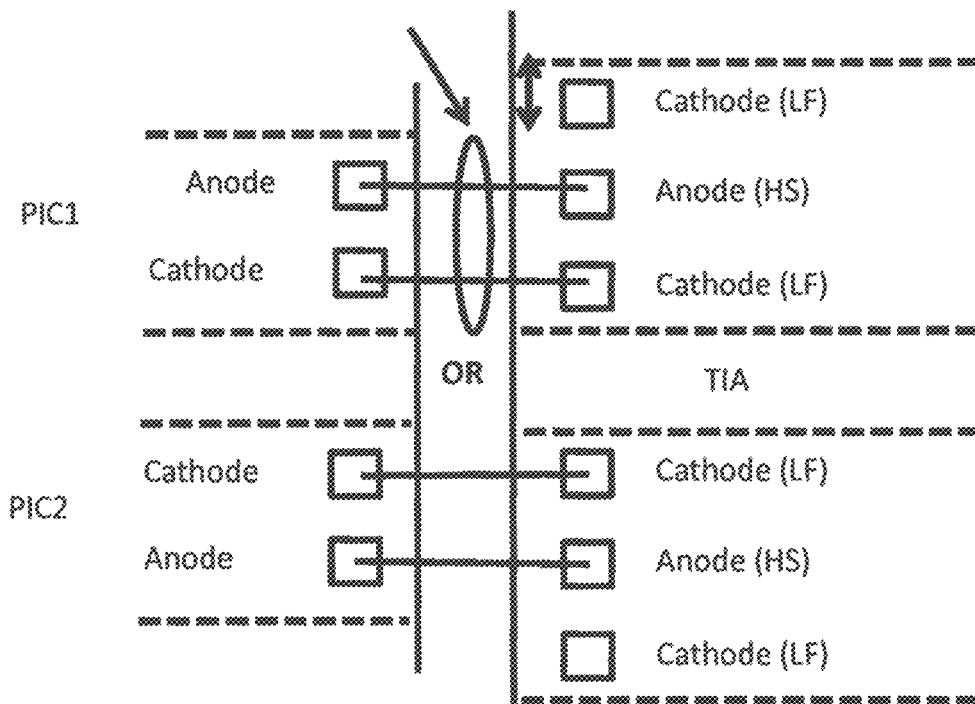 Cathode (LF)
Anode
Anode (HS)
PIC1
Cathode
Cathode (LF)
OR
TIA
Cathode
Cathode (LF)
PIC2
Anode
Anode (HS)
Cathode (LF)